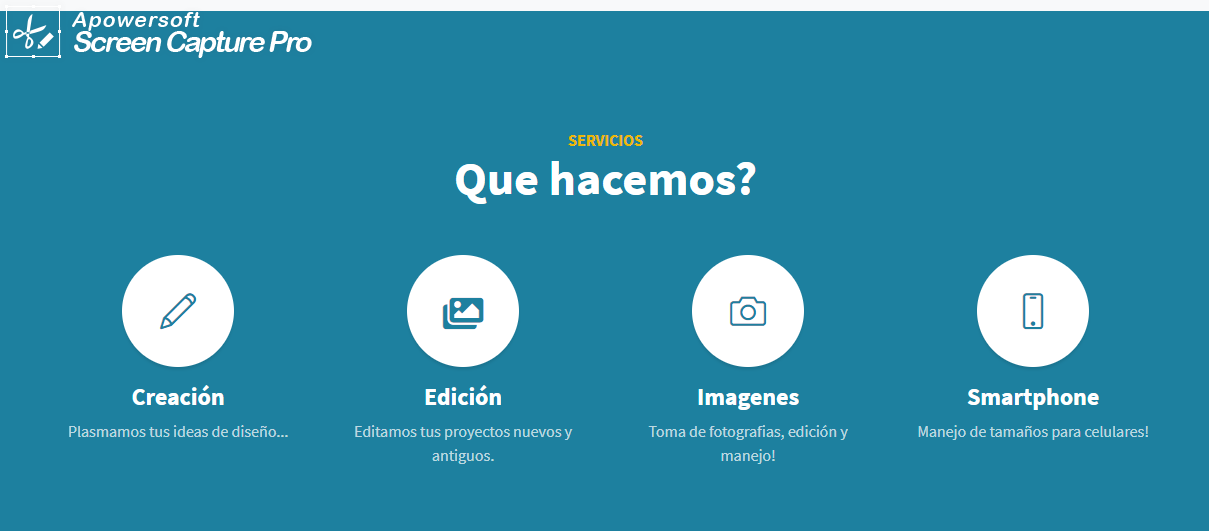 Apowersoft
Screen Capture Pro
SERVICIOS
Que hacemos?
Creación
Edición
Imagenes
Smartphone
Plasmamos tus ideas de diseño...
Editamos tus proyectos nuevos y
antiguos.
Toma de fotografias, edición y
manejo!
Manejo de tamaños para celulares!